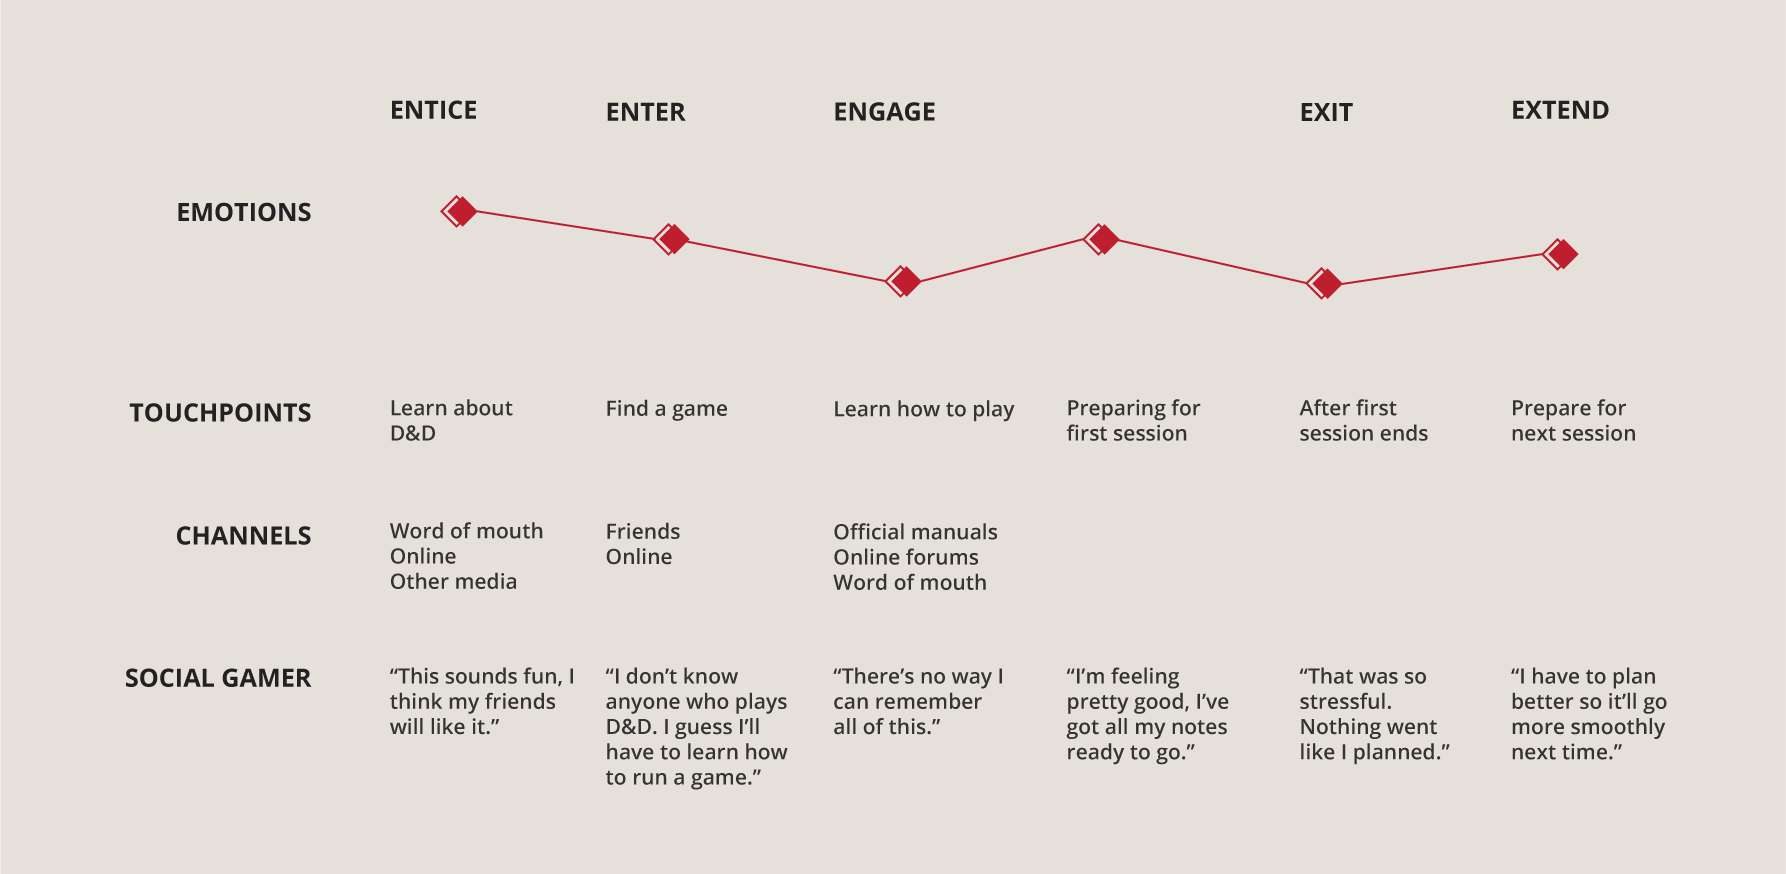 ENTICE
ENTER
ENGAGE
EXIT
EXTEND
EMOTIONS
TOUCHPOINTS
Learn about
D&D
Find a game
Learn how to play
Preparing for
first session
After first
session ends
Prepare for
next session
CHANNELS
Word of mouth
Online
Other media
Friends
Online
Official manuals
Online forums
Word of mouth
SOCIAL GAMER
“This sounds fun, I
think my friends
will like it.”
“I don’t know
anyone who plays
D&D. I guess I’ll
have to learn how
to run a game.”
“There’s no way I
can remember
all of this.”
“I’m feeling
pretty good, I’ve
got all my notes
ready to go.”
“That was so
stressful.
Nothing went
like I planned.”
“I have to plan
better so it’ll go
more smoothly
next time.”